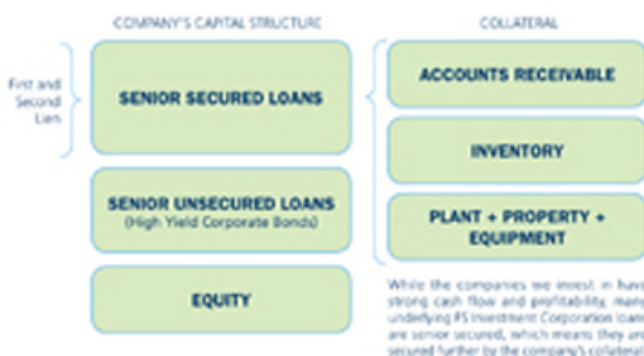 COMPANY'S CAPITAL STRUCTURE
COLLATERAL
First and
Second
Lien
SENIOR SECURED LOANS
SENIOR UNSECURED LOANS
(High Yield Corporate Bonds)
EQUITY
ACCOUNTS RECEIVABLE
INVENTORY
PLANT + PROPERTY +
EQUIPMENT
While the companies we invest in have
strong cash flow and profitability, many
underlying FS Investment Corporation loans
are senior secured, which means they are
secured further by the company's collateral